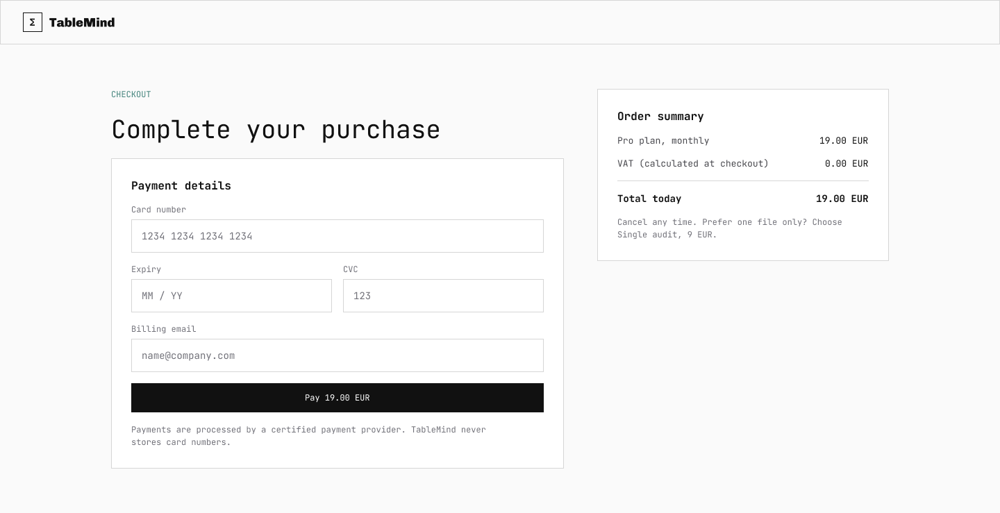 Σ TableMind
CHECKOUT
Complete your purchase
Payment details
Card number
1234 1234 1234 1234
Expiry
CVC
MM / YY
123
Billing email
name@company.com
Pay 19.00 EUR
Payments are processed by a certified payment provider. TableMind never
stores card numbers.
Order summary
Pro plan, monthly 19.00 EUR
VAT (calculated at checkout) 0.00 EUR
Total today 19.00 EUR
Cancel any time. Prefer one file only? Choose
Single audit, 9 EUR.